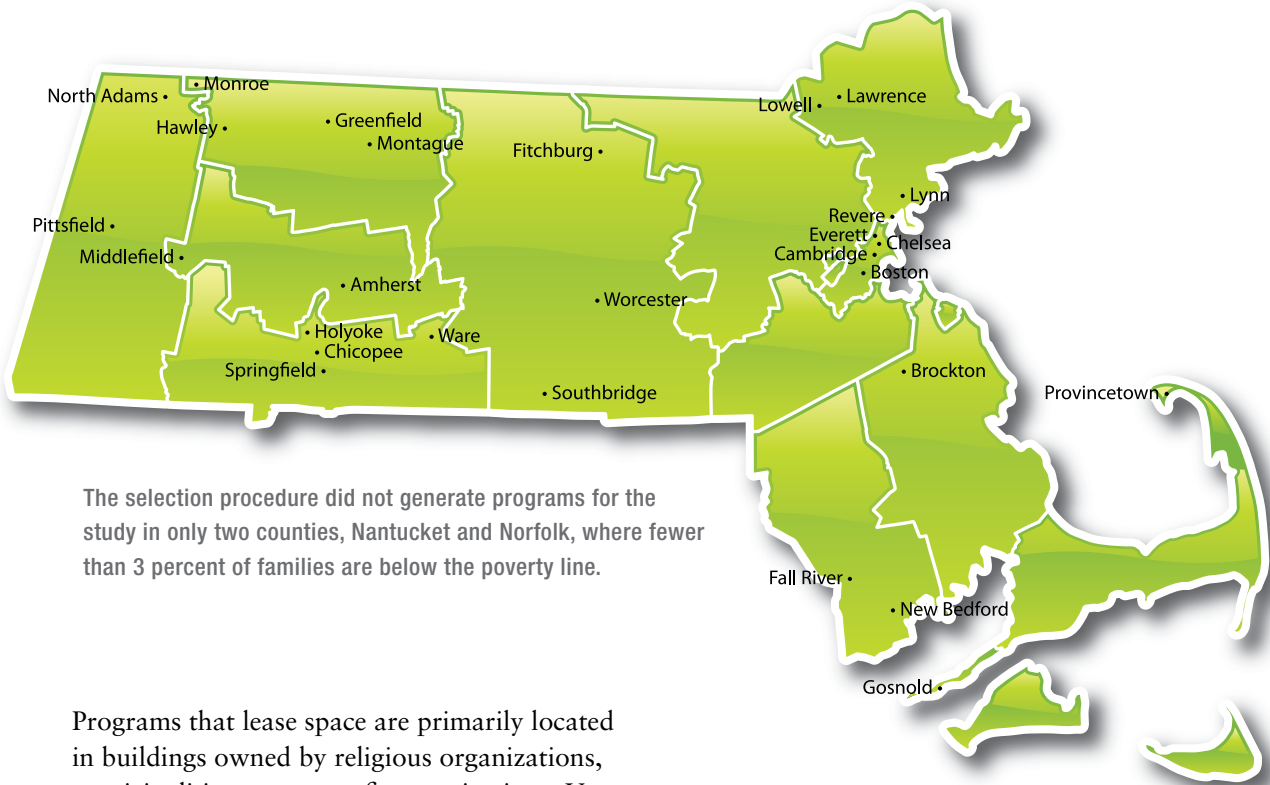 Monroe
North Adams
Lowell
Lawrence
Hawley
Greenfield
Montague
Fitchburg
Lynn
Revere
Pittsfield
Everett
Chelsea
Middlefield
Cambridge
Boston
Amherst
Worcester
Holyoke
Ware
Chicopee
Springfield
Brockton
Southbridge
Provincetown
The selection procedure did not generate programs for the
study in only two counties, Nantucket and Norfolk, where fewer
than 3 percent of families are below the poverty line.
Fall River
New Bedford
Gosnold
Programs that lease space are primarily located
in buildings owned by religious organizations,